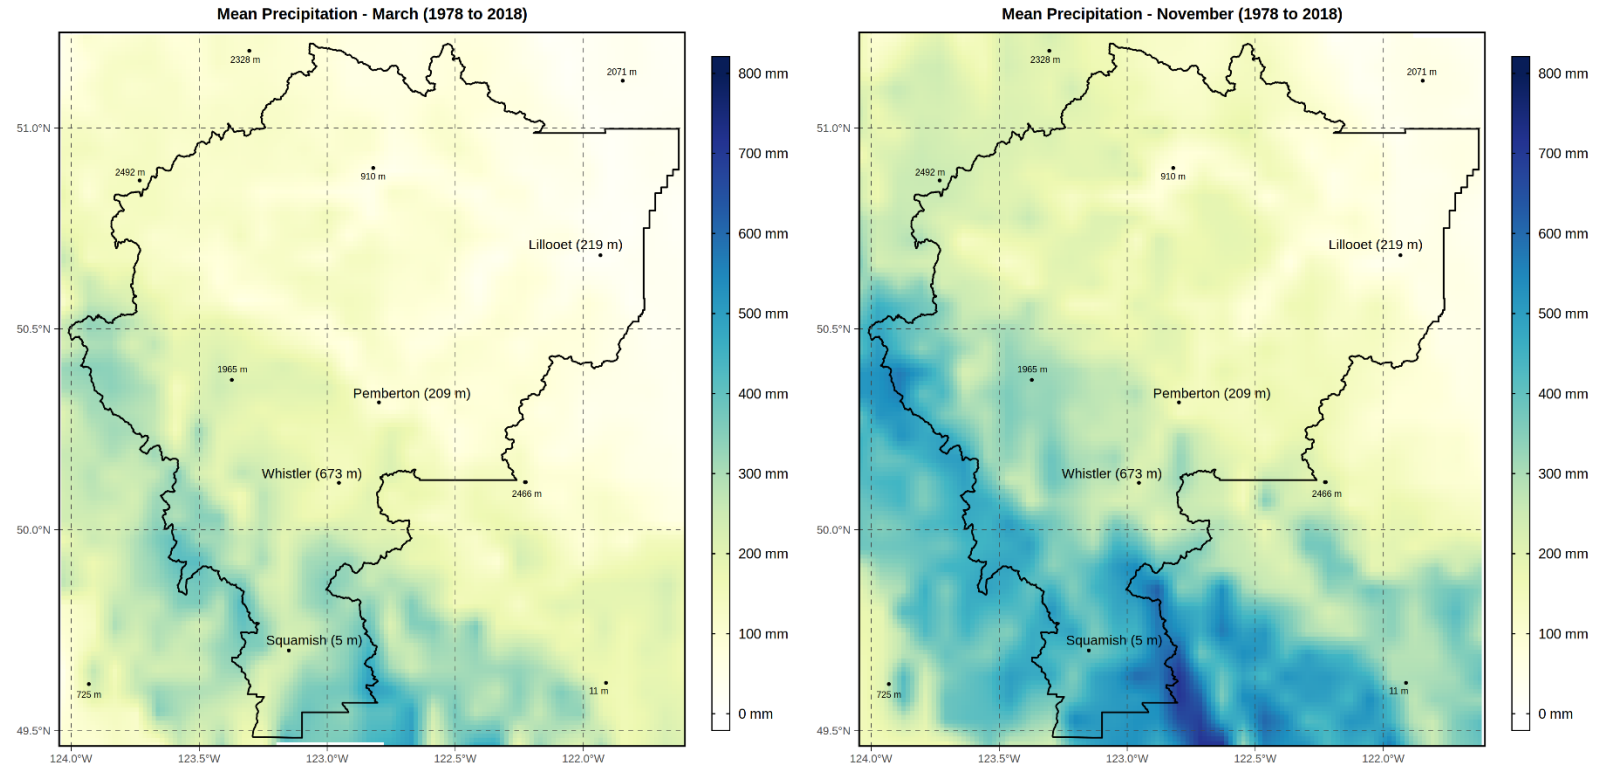 Mean Precipitation - March (1978 to 2018)
2328 m
2071 m
51.0°N
2492 m
910 m
Lillooet (219 m)
50.5°N
1965 m
Pemberton (209 m)
Whistler (673 m)
2466 m
50.0°N
Squamish (5 m)
725 m
11 m
49.5°N
124.0°W
123.5°W
123.0°W
122.5°W
122.0°W
800 mm
700 mm
600 mm
500 mm
400 mm
300 mm
200 mm
100 mm
0 mm
Mean Precipitation - November (1978 to 2018)
2328 m
2071 m
51.0°N
2492 m
910 m
Lillooet (219 m)
50.5°N
1965 m
Pemberton (209 m)
Whistler (673 m)
2466 m
50.0°N
Squamish (5 m)
725 m
11 m
49.5°N
124.0°W
123.5°W
123.0°W
122.5°W
122.0°W
800 mm
700 mm
600 mm
500 mm
400 mm
300 mm
200 mm
100 mm
0 mm